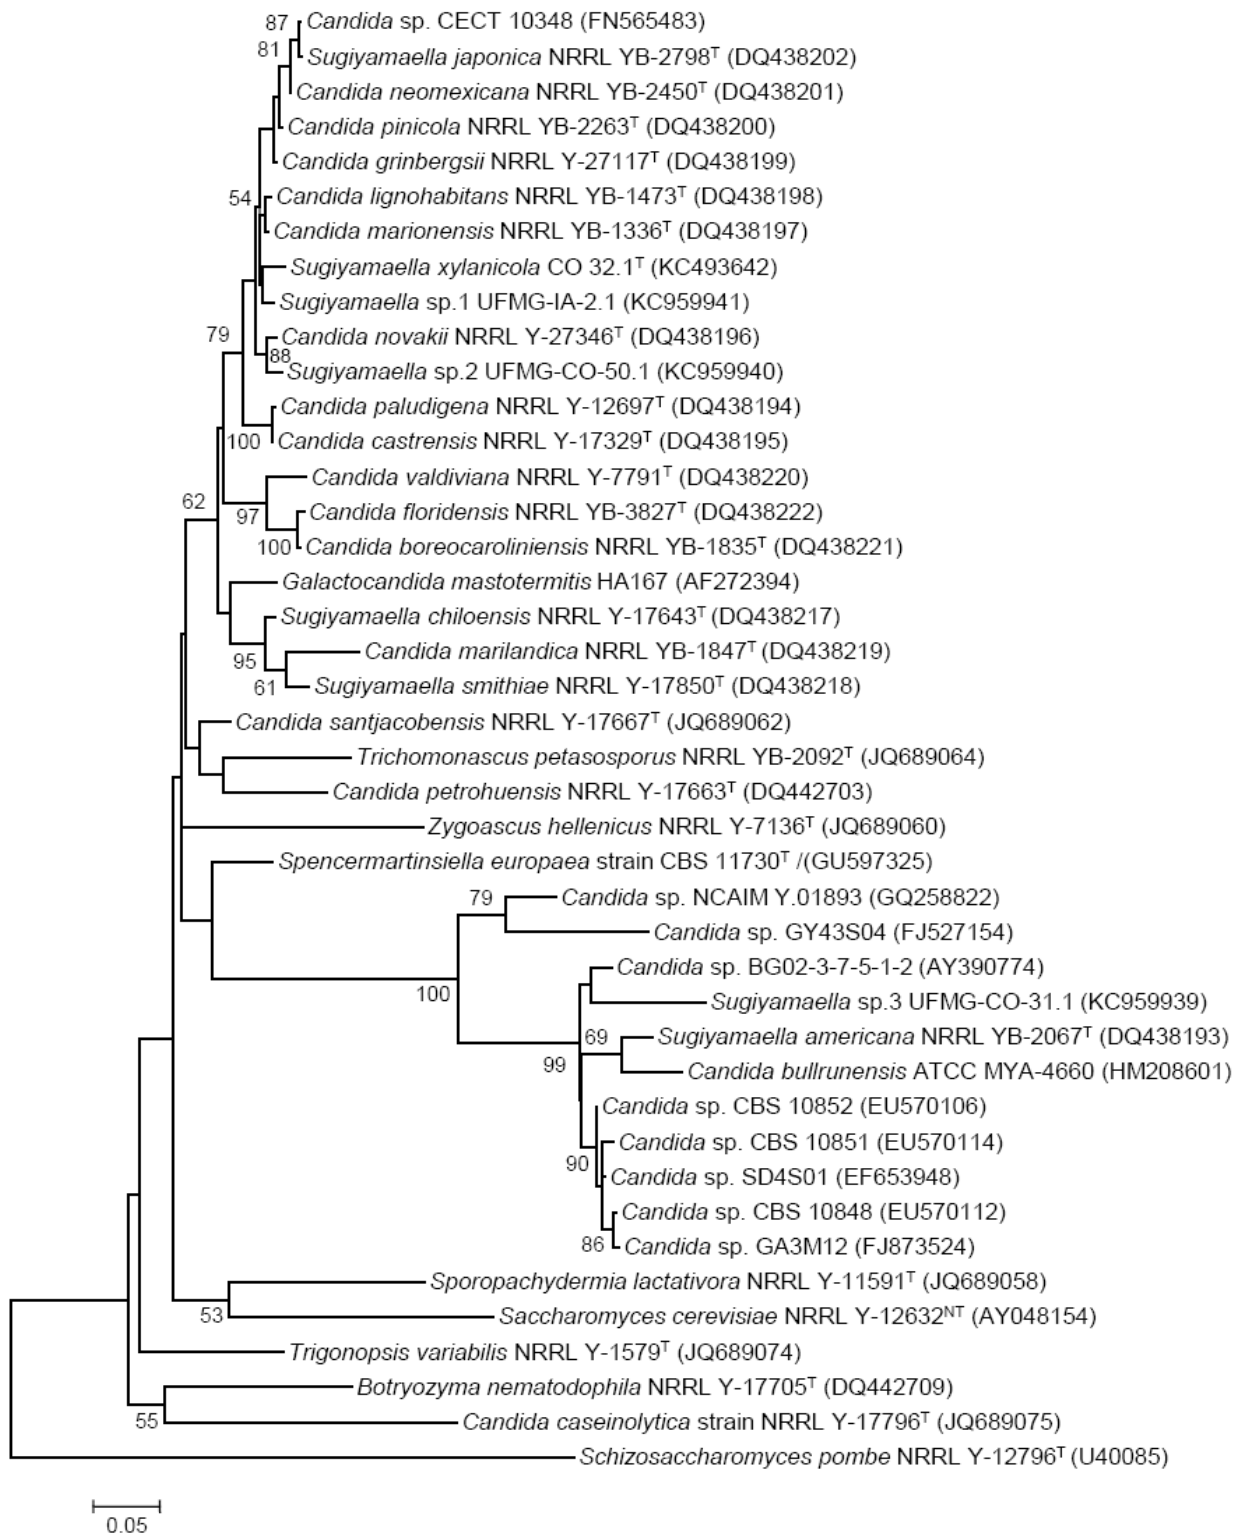 87 Candida sp. CECT 10348 (FN565483)
81
Sugiyamaella japonica NRRL YB-2798ᵀ (DQ438202)
Candida neomexicana NRRL YB-2450ᵀ (DQ438201)
Candida pinicola NRRL YB-2263ᵀ (DQ438200)
Candida grinbergsii NRRL Y-27117ᵀ (DQ438199)
54 Candida lignohabitans NRRL YB-1473ᵀ (DQ438198)
Candida marionensis NRRL YB-1336ᵀ (DQ438197)
Sugiyamaella xylanicola CO 32.1ᵀ (KC493642)
Sugiyamaella sp.1 UFMG-IA-2.1 (KC959941)
79 Candida novakii NRRL Y-27346ᵀ (DQ438196)
88
Sugiyamaella sp.2 UFMG-CO-50.1 (KC959940)
Candida paludigena NRRL Y-12697ᵀ (DQ438194)
100 Candida castrensis NRRL Y-17329ᵀ (DQ438195)
Candida valdiviana NRRL Y-7791ᵀ (DQ438220)
62
97 Candida floridensis NRRL YB-3827ᵀ (DQ438222)
100 Candida boreocaroliniensis NRRL YB-1835ᵀ (DQ438221)
Galactocandida mastotermitis HA167 (AF272394)
Sugiyamaella chiloensis NRRL Y-17643ᵀ (DQ438217)
Candida marilandica NRRL YB-1847ᵀ (DQ438219)
95
61 Sugiyamaella smithiae NRRL Y-17850ᵀ (DQ438218)
Candida santjacobensis NRRL Y-17667ᵀ (JQ689062)
Trichomonascus petasosporus NRRL YB-2092ᵀ (JQ689064)
Candida petrohuensis NRRL Y-17663ᵀ (DQ442703)
Zygoascus hellenicus NRRL Y-7136ᵀ (JQ689060)
Spencermartinsiella europaea strain CBS 11730ᵀ /(GU597325)
79 Candida sp. NCAIM Y.01893 (GQ258822)
Candida sp. GY43S04 (FJ527154)
Candida sp. BG02-3-7-5-1-2 (AY390774)
100
Sugiyamaella sp.3 UFMG-CO-31.1 (KC959939)
69 Sugiyamaella americana NRRL YB-2067ᵀ (DQ438193)
99
Candida bullrunensis ATCC MYA-4660 (HM208601)
Candida sp. CBS 10852 (EU570106)
Candida sp. CBS 10851 (EU570114)
90
Candida sp. SD4S01 (EF653948)
Candida sp. CBS 10848 (EU570112)
86 Candida sp. GA3M12 (FJ873524)
Sporopachydermia lactativora NRRL Y-11591ᵀ (JQ689058)
53 Saccharomyces cerevisiae NRRL Y-12632ᴺᵀ (AY048154)
Trigonopsis variabilis NRRL Y-1579ᵀ (JQ689074)
Botryozyma nematodophila NRRL Y-17705ᵀ (DQ442709)
55 Candida caseinolytica strain NRRL Y-17796ᵀ (JQ689075)
Schizosaccharomyces pombe NRRL Y-12796ᵀ (U40085)
0.05